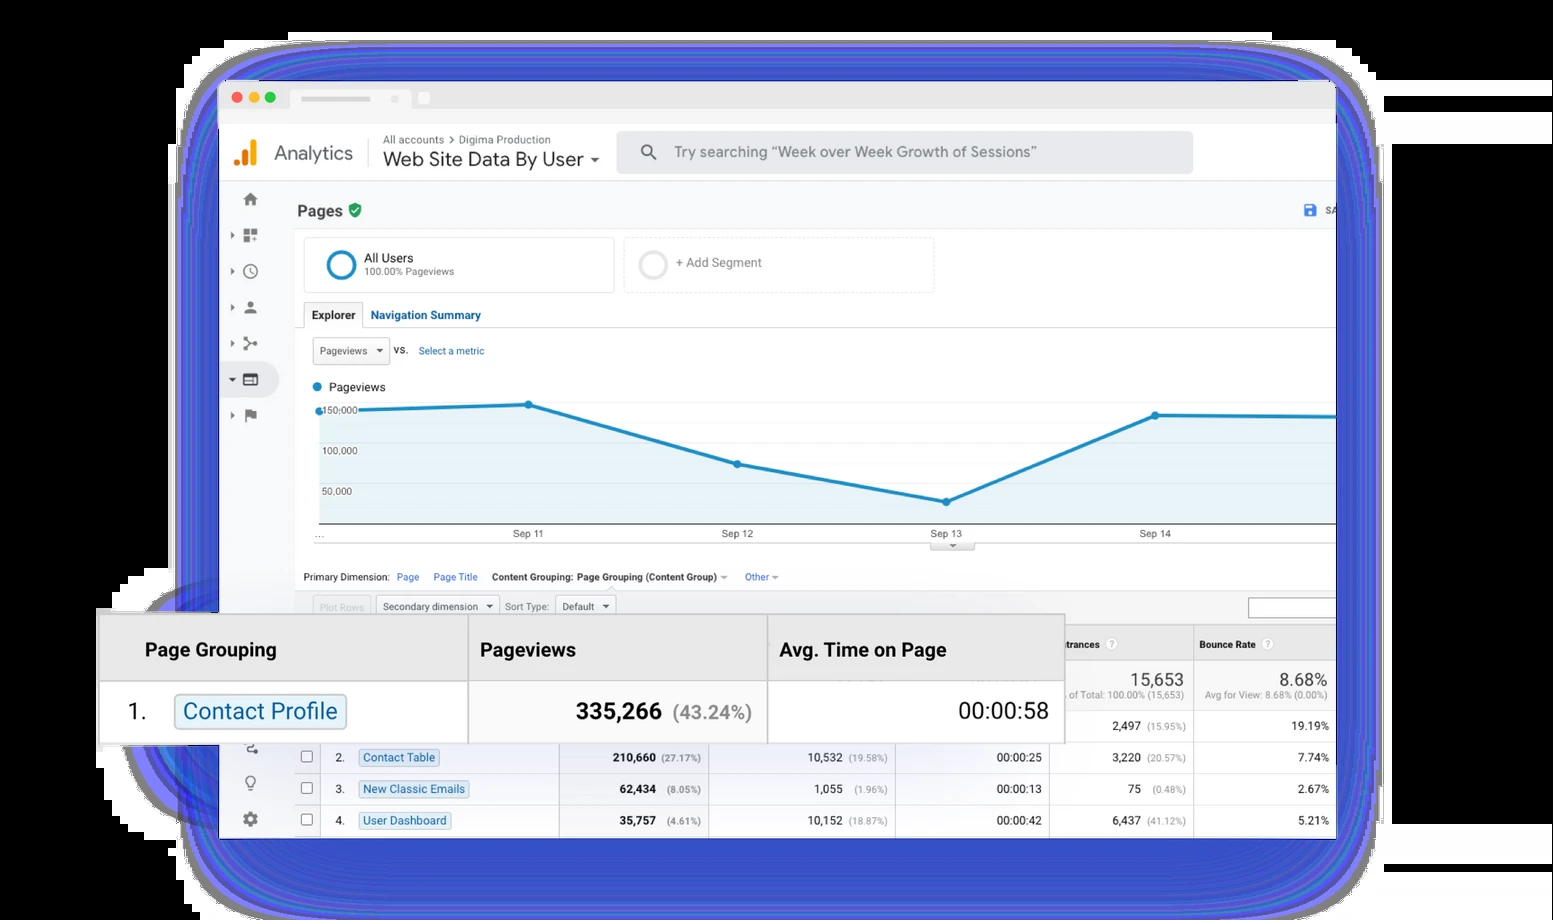 Analytics
All accounts > Digima Production
Web Site Data By User
Try searching “Week over Week Growth of Sessions”
Pages
All Users
100.00% Pageviews
+ Add Segment
Explorer
Navigation Summary
Pageviews
VS.
Select a metric
Pageviews
150,000
100,000
50,000
... Sep 11 Sep 12 Sep 13 Sep 14
Primary Dimension: Page Page Title Content Grouping: Page Grouping (Content Group) Other
Plot Rows Secondary dimension Sort Type: Default
Page Grouping Pageviews Avg. Time on Page
Bounce Rate
15,653 8.68%
of Total: 100.00% (15,653) Avg for View: 8.68% (0.00%)
1. Contact Profile 335,266 (43.24%) 00:00:58
2,497 (15.95%) 19.19%
2. Contact Table 210,660 (27.17%) 10,532 (19.58%) 00:00:25 3,220 (20.57%) 7.74%
3. New Classic Emails 62,434 (8.05%) 1,055 (1.96%) 00:00:13 75 (0.48%) 2.67%
4. User Dashboard 35,757 (4.61%) 10,152 (18.87%) 00:00:42 6,437 (41.12%) 5.21%